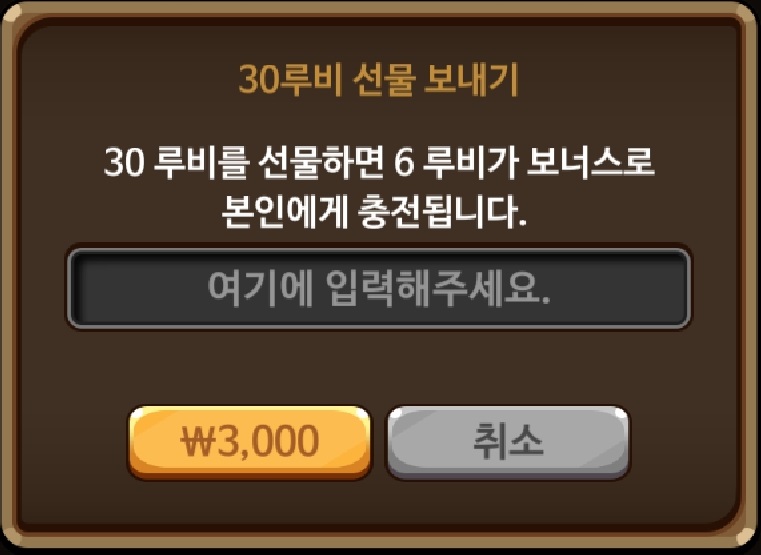 30루비 선물 보내기
30 루비를 선물하면 6 루비가 보너스로
본인에게 충전됩니다.
여기에 입력해주세요.
₩3,000
취소